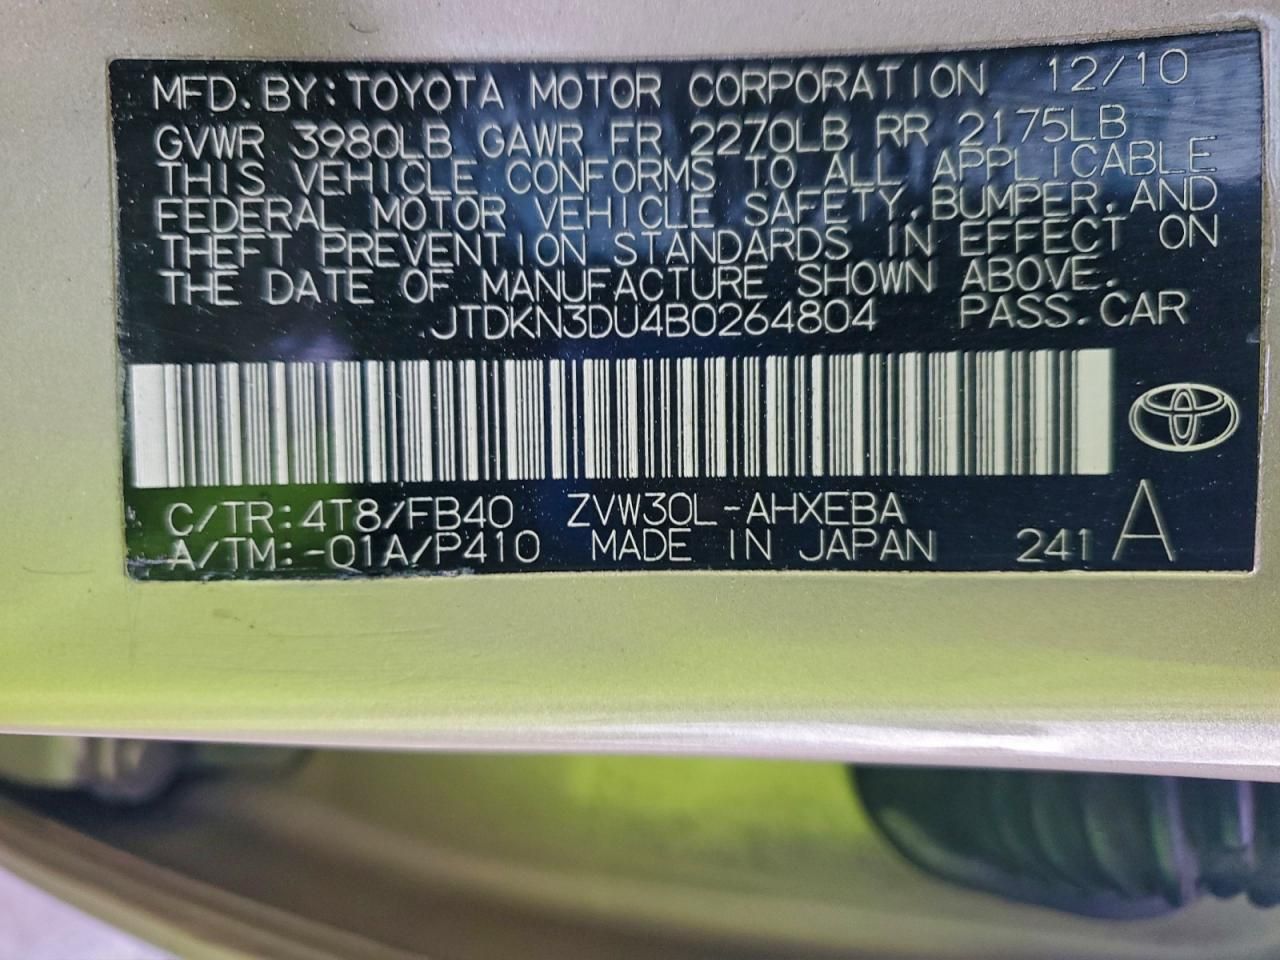 MFD. BY: TOYOTA MOTOR CORPORATION 12/10
GVWR 3980LB GAWR FR 2270LB RR 2175LB
THIS VEHICLE CONFORMS TO ALL APPLICABLE
FEDERAL MOTOR VEHICLE SAFETY, BUMPER, AND
THEFT PREVENTION STANDARDS IN EFFECT ON
THE DATE OF MANUFACTURE SHOWN ABOVE.
JTDKN3DU4B0264804 PASS. CAR
C/TR: 4T8/FB40 ZVW30L-AHXEBA
A/TM: -01A/P410 MADE IN JAPAN 241 A